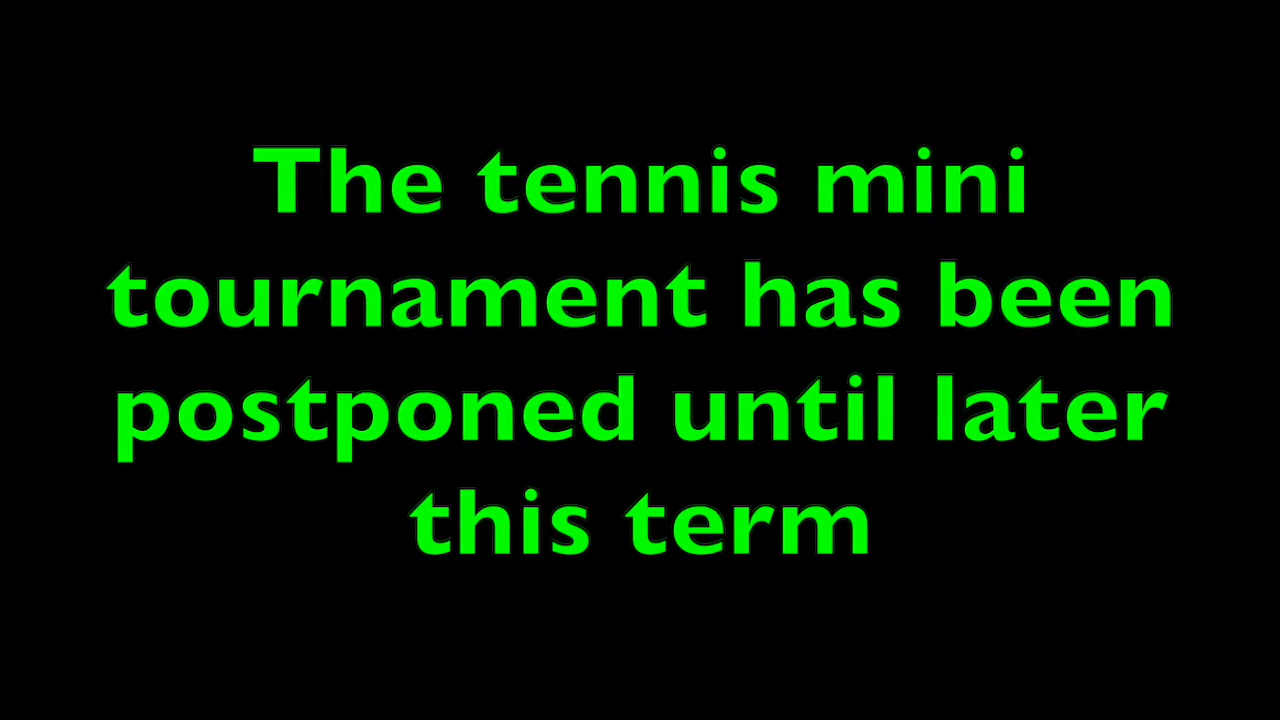 The tennis mini
tournament has been
postponed until later
this term